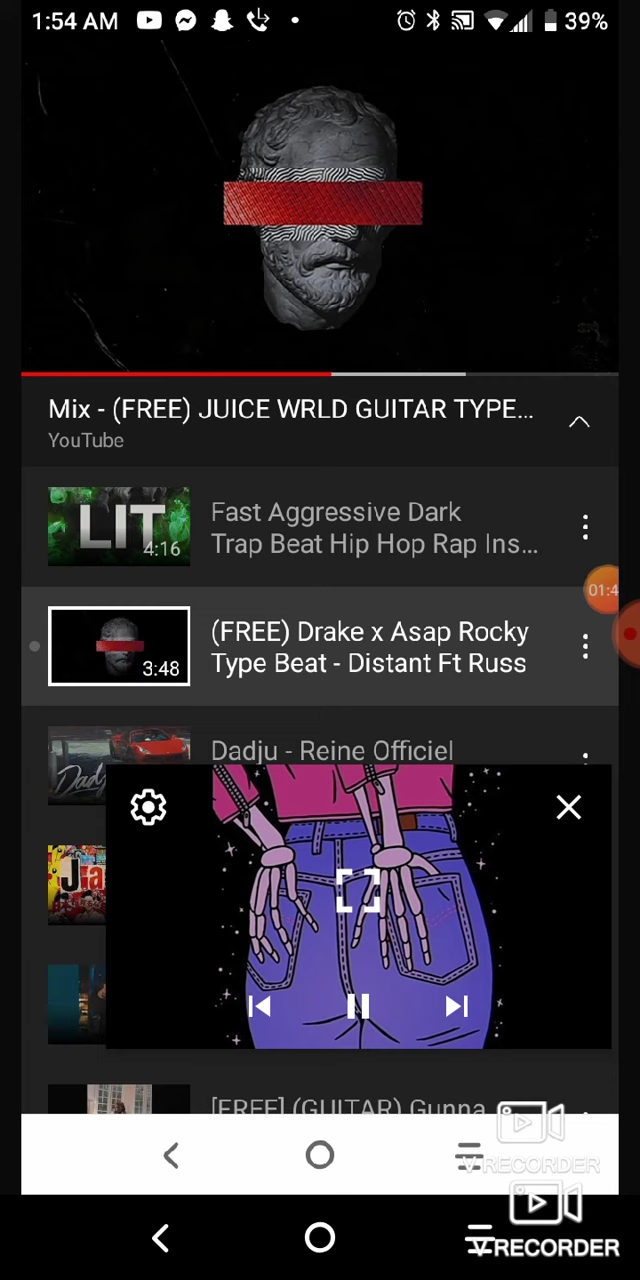 1:54 AM
39%
Mix - (FREE) JUICE WRLD GUITAR TYPE...
YouTube
LIT
4:16
Fast Aggressive Dark
Trap Beat Hip Hop Rap Ins...
01:4
3:48
(FREE) Drake x Asap Rocky
Type Beat - Distant Ft Russ
Dadju - Reine Officiel
[FREE] (GUITAR) Gunna
V RECORDER
VRECORDER